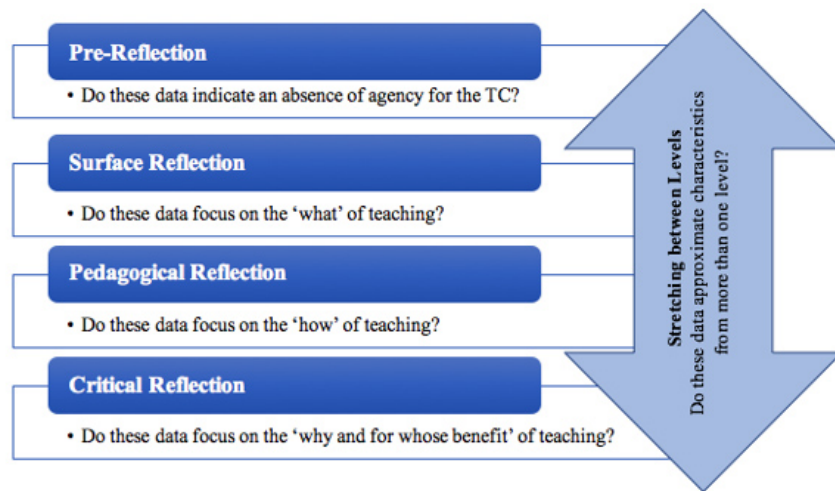 Pre-Reflection
• Do these data indicate an absence of agency for the TC?
Surface Reflection
• Do these data focus on the ‘what’ of teaching?
Pedagogical Reflection
• Do these data focus on the ‘how’ of teaching?
Critical Reflection
• Do these data focus on the ‘why and for whose benefit’ of teaching?
Stretching between Levels
Do these data approximate characteristics
from more than one level?